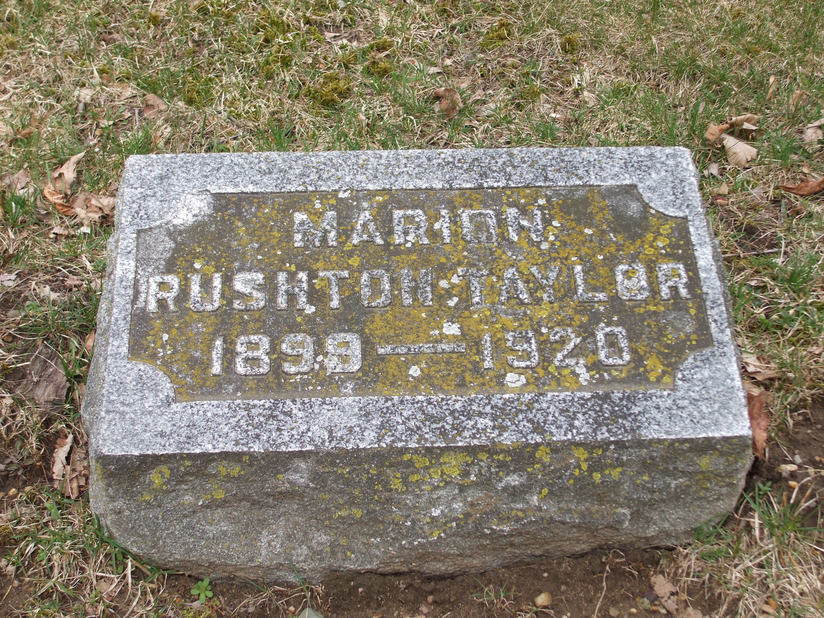 MARION
RUSHTON TAYLOR
1899 — 1920